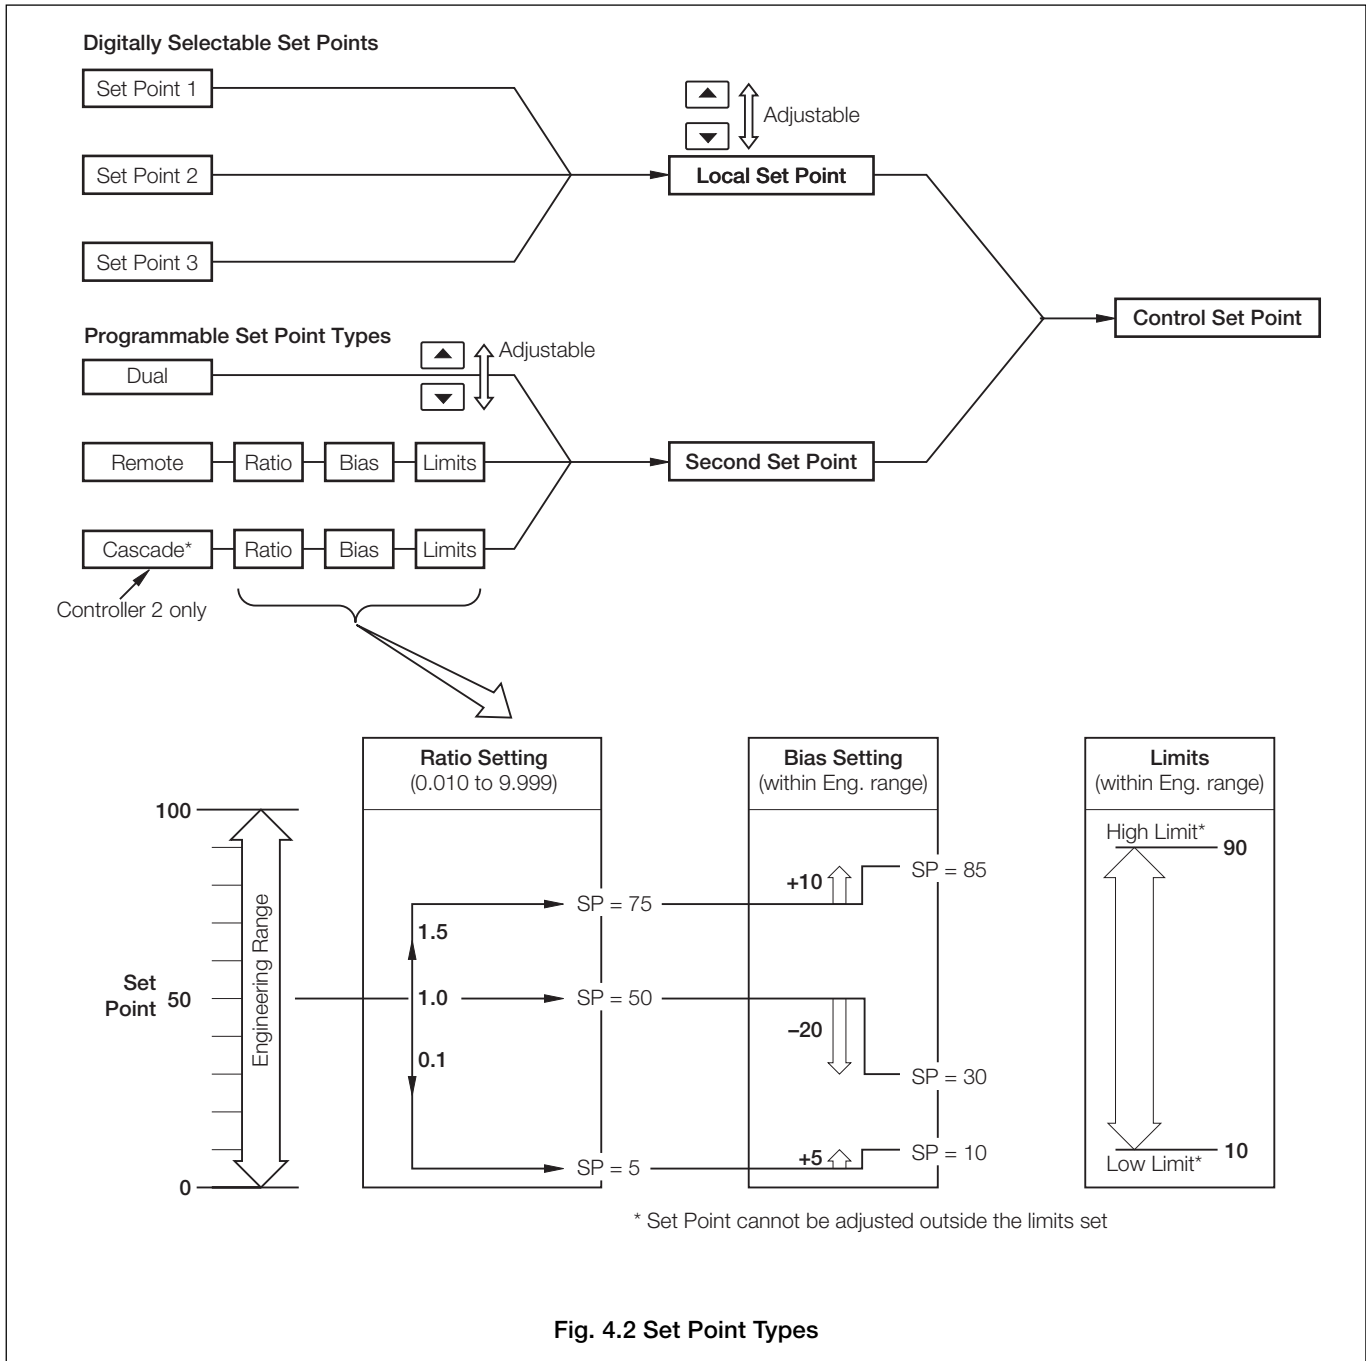 Digitally Selectable Set Points
Set Point 1
Adjustable
Set Point 2
Local Set Point
Set Point 3
Control Set Point
Programmable Set Point Types
Adjustable
Dual
Remote
Ratio
Bias
Limits
Second Set Point
Cascade*
Ratio
Bias
Limits
Controller 2 only
Ratio Setting
(0.010 to 9.999)
Bias Setting
(within Eng. range)
Limits
(within Eng. range)
100
Set
Point
50
0
Engineering Range
1.5
1.0
0.1
SP = 75
SP = 50
SP = 5
+10
–20
+5
SP = 85
SP = 30
SP = 10
High Limit*
90
10
Low Limit*
* Set Point cannot be adjusted outside the limits set
Fig. 4.2 Set Point Types